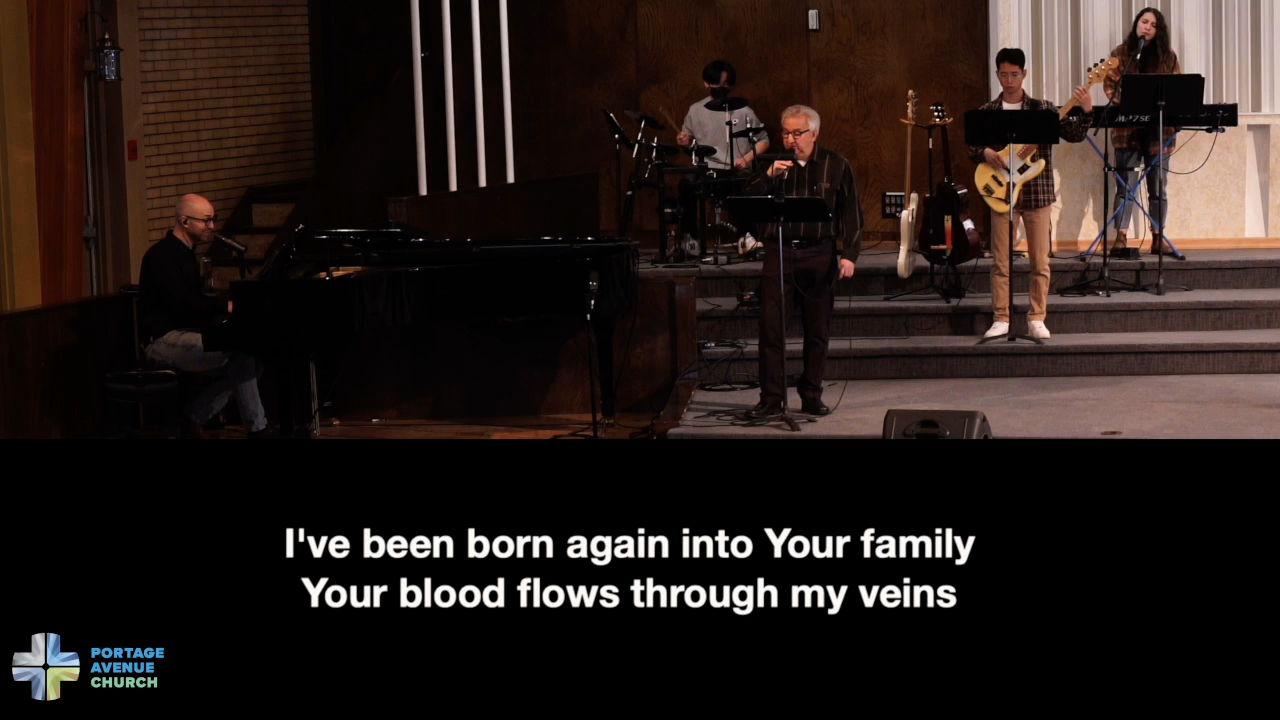 I've been born again into Your family
Your blood flows through my veins
PORTAGE
AVENUE
CHURCH